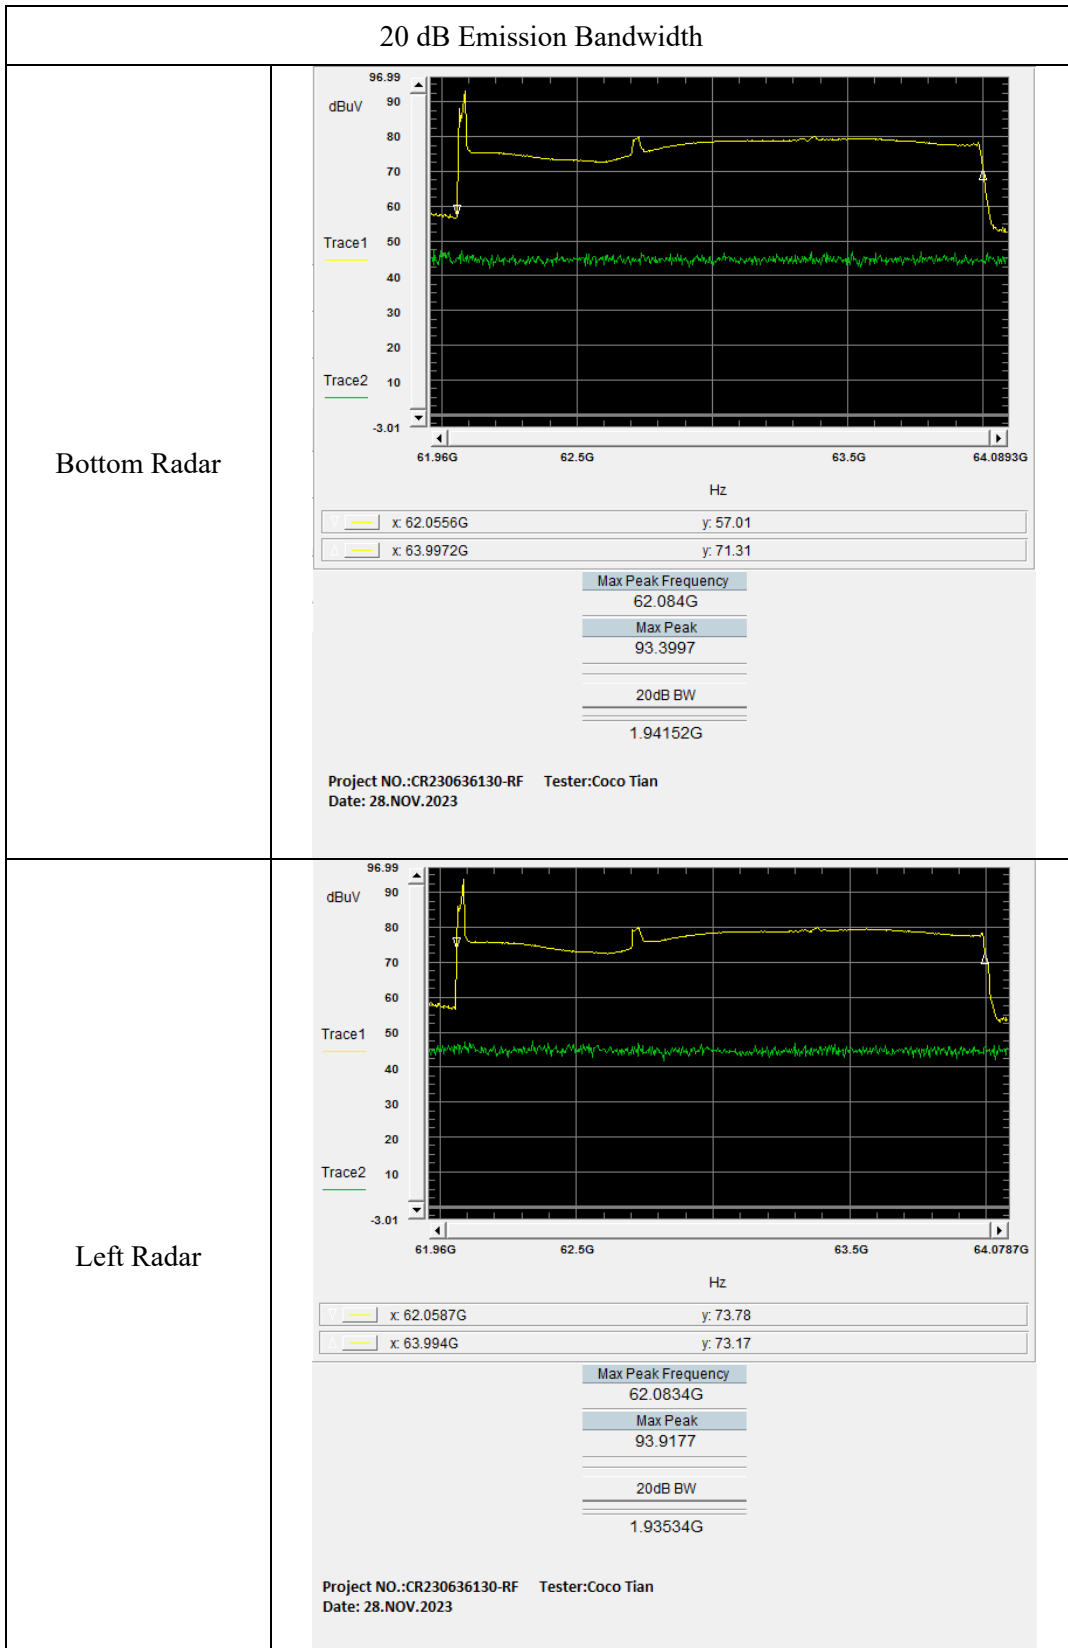 20 dB Emission Bandwidth
Bottom Radar
96.99
dBuV
90
80
70
60
Trace1
50
40
30
20
Trace2
10
-3.01
61.96G 62.5G 63.5G 64.0893G
Hz
x: 62.0556G y: 57.01
x: 63.9972G y: 71.31
Max Peak Frequency
62.084G
Max Peak
93.3997
20dB BW
1.94152G
Project NO.:CR230636130-RF Tester:Coco Tian
Date: 28.NOV.2023
Left Radar
96.99
dBuV
90
80
70
60
Trace1
50
40
30
20
Trace2
10
-3.01
61.96G 62.5G 63.5G 64.0787G
Hz
x: 62.0587G y: 73.78
x: 63.994G y: 73.17
Max Peak Frequency
62.0834G
Max Peak
93.9177
20dB BW
1.93534G
Project NO.:CR230636130-RF Tester:Coco Tian
Date: 28.NOV.2023